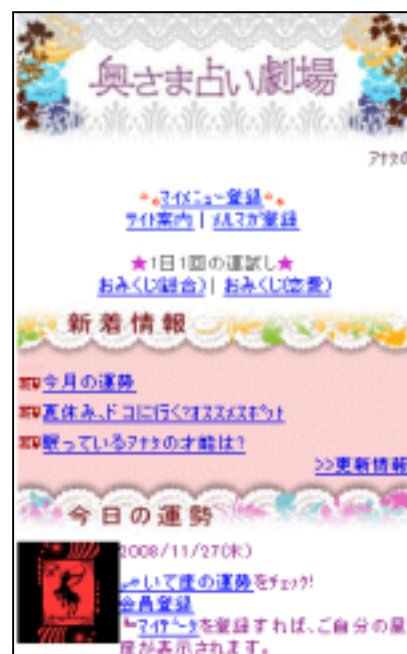 奥さま占い劇場
ｱﾅﾀの
ﾏｲﾒﾆｭｰ登録
ｻｲﾄ案内 | ﾒﾙﾏｶﾞ登録
★1日1回の運試し★
おみくじ(総合) | おみくじ(恋愛)
新着情報
今月の運勢
夏休み､ﾄﾞｺに行く?ｵｽｽﾒｽﾎﾟｯﾄ
眠っているｱﾅﾀの才能は?
>>更新情報
今日の運勢
2008/11/27(木)
いて座の運勢をﾁｪｯｸ!
会員登録
┗ﾏｲﾃﾞｰﾀを登録すれば､ご自分の星
座が表示されます。